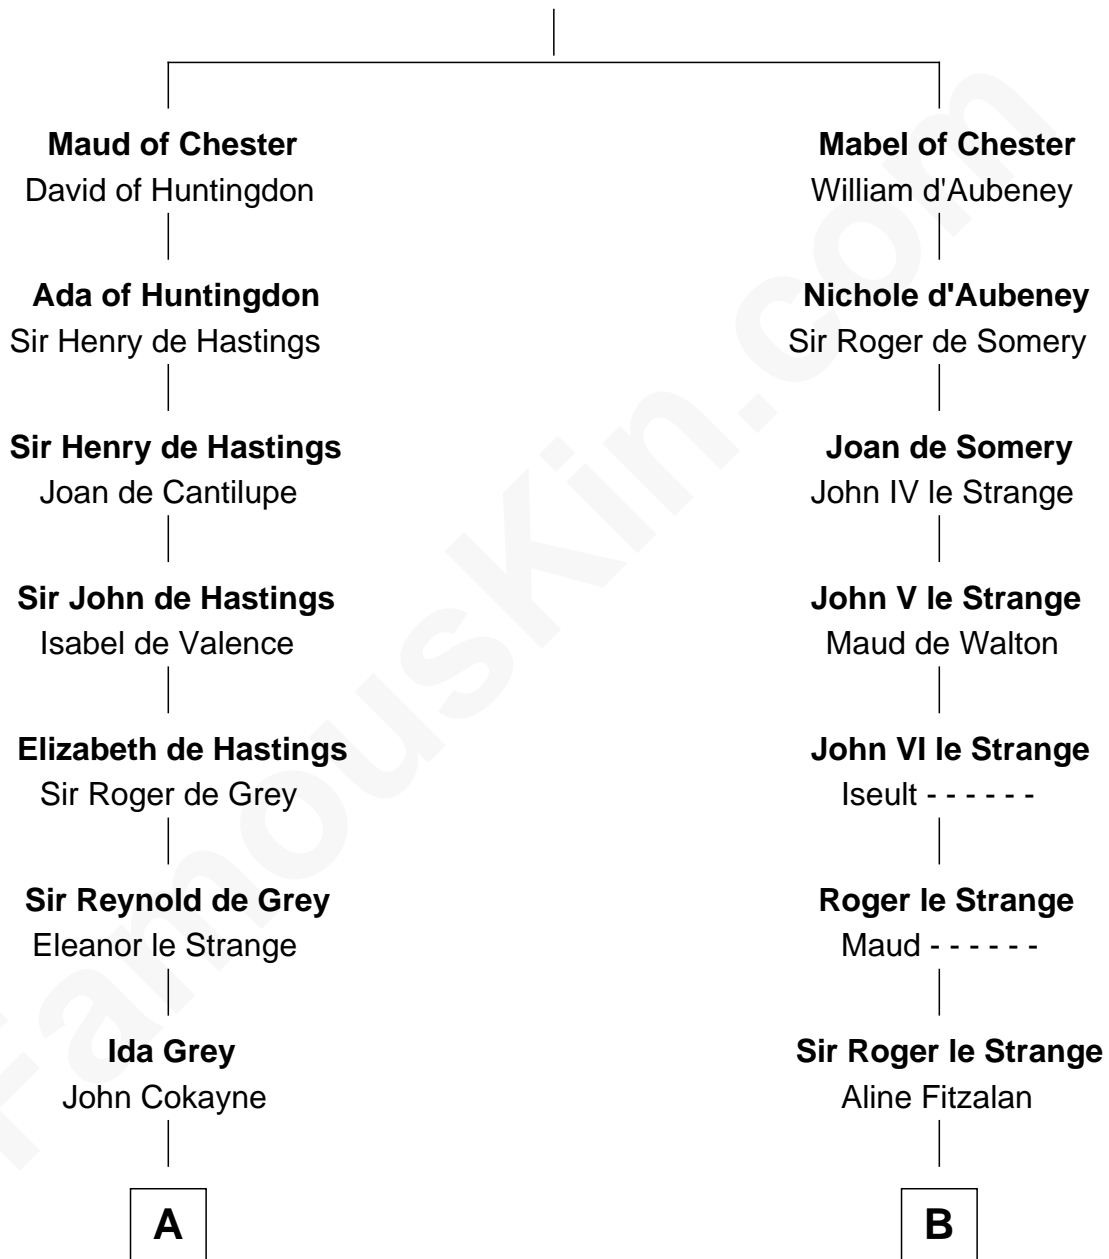 Maud of Chester
David of Huntingdon
Ada of Huntingdon
Sir Henry de Hastings
Sir Henry de Hastings
Joan de Cantilupe
Sir John de Hastings
Isabel de Valence
Elizabeth de Hastings
Sir Roger de Grey
Sir Reynold de Grey
Eleanor le Strange
Ida Grey
John Cokayne
A
Mabel of Chester
William d'Aubeney
Nichole d'Aubeney
Sir Roger de Somery
Joan de Somery
John IV le Strange
John V le Strange
Maud de Walton
John VI le Strange
Iseult - - - - - -
Roger le Strange
Maud - - - - - -
Sir Roger le Strange
Aline Fitzalan
B
FamousKin.com